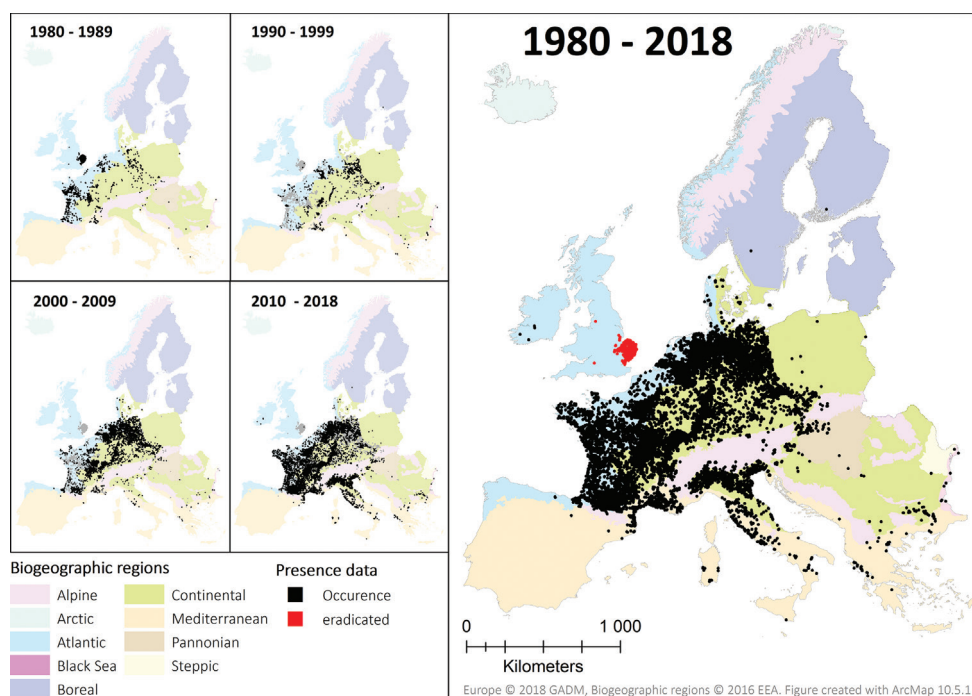 1980 - 1989
1990 - 1999
2000 - 2009
2010 - 2018
1980 - 2018
Biogeographic regions
Alpine
Arctic
Atlantic
Black Sea
Boreal
Continental
Mediterranean
Pannonian
Steppic
Presence data
Occurence
eradicated
0 1 000
Kilometers
Europe © 2018 GADM, Biogeographic regions © 2016 EEA. Figure created with ArcMap 10.5.1